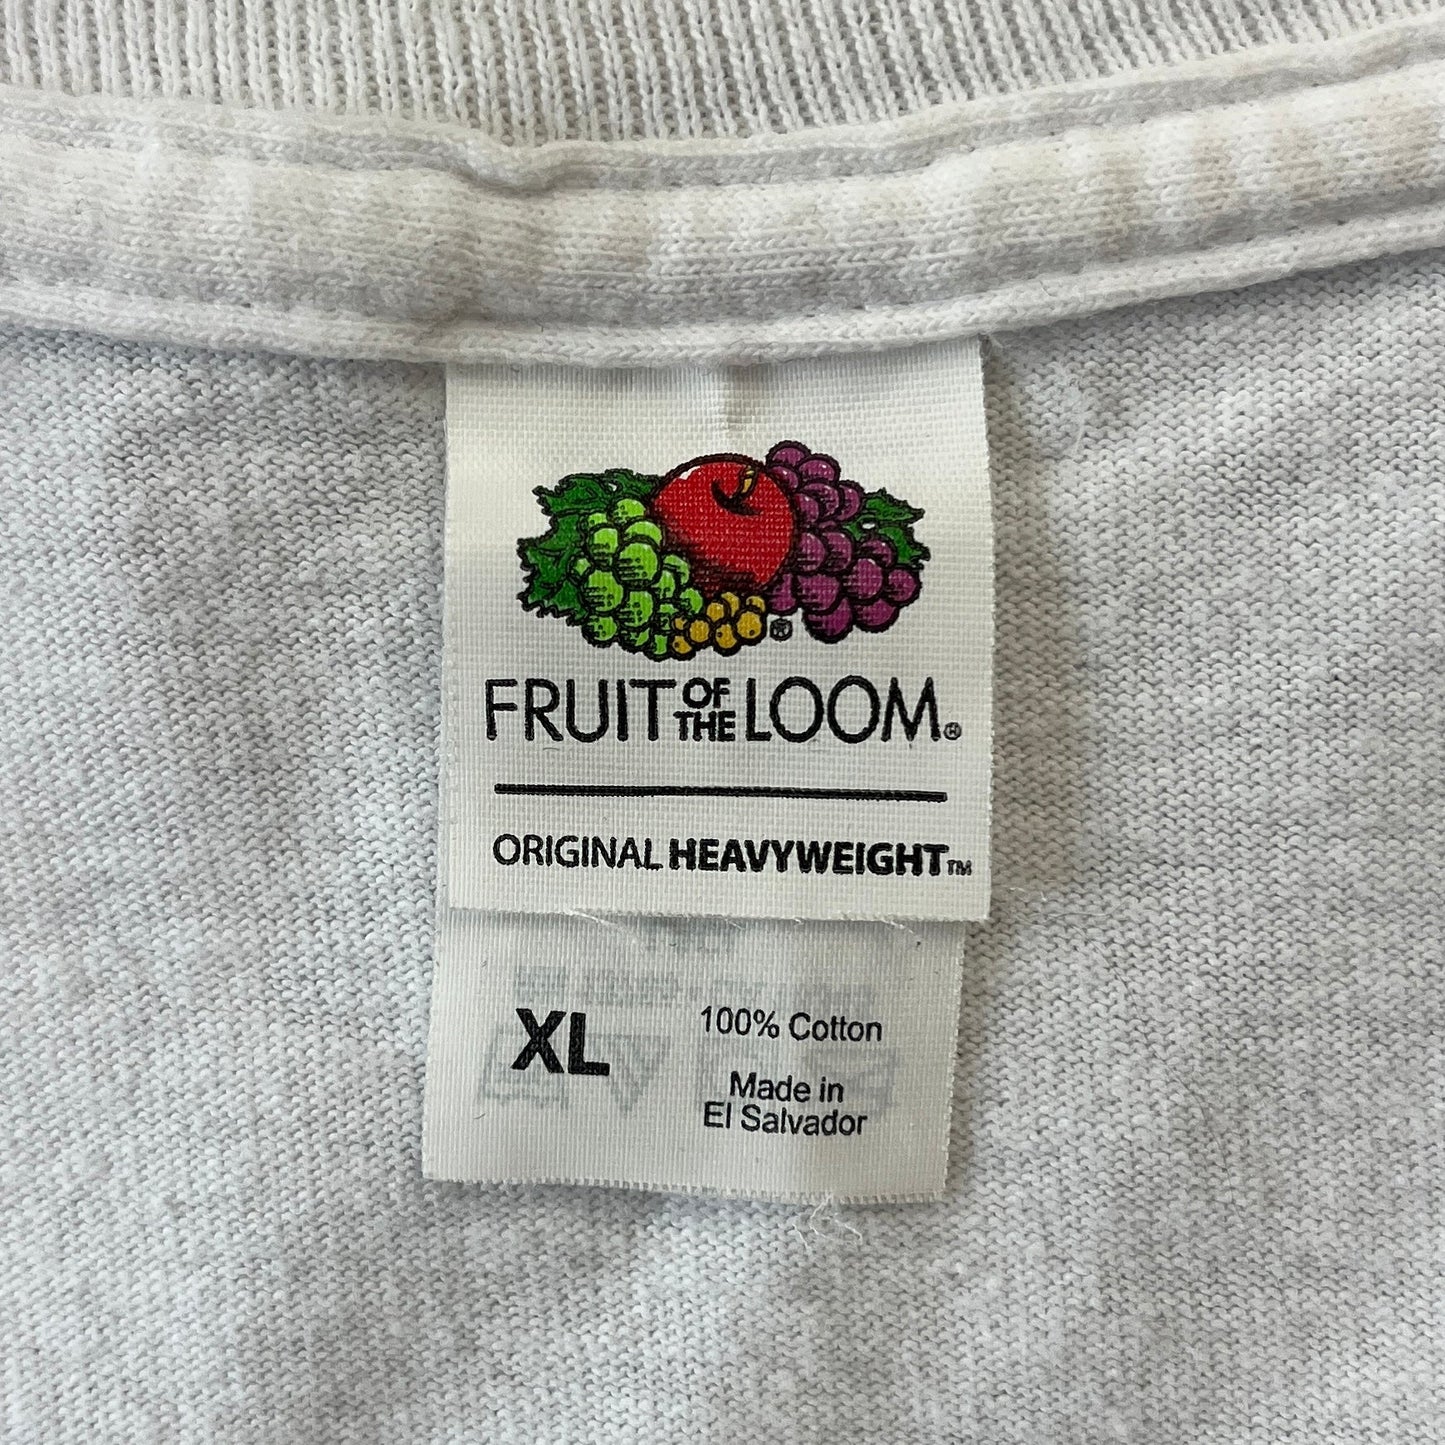 ®
FRUIT OF THE LOOM®
ORIGINAL HEAVYWEIGHT™
XL
100% Cotton
Made in
El Salvador